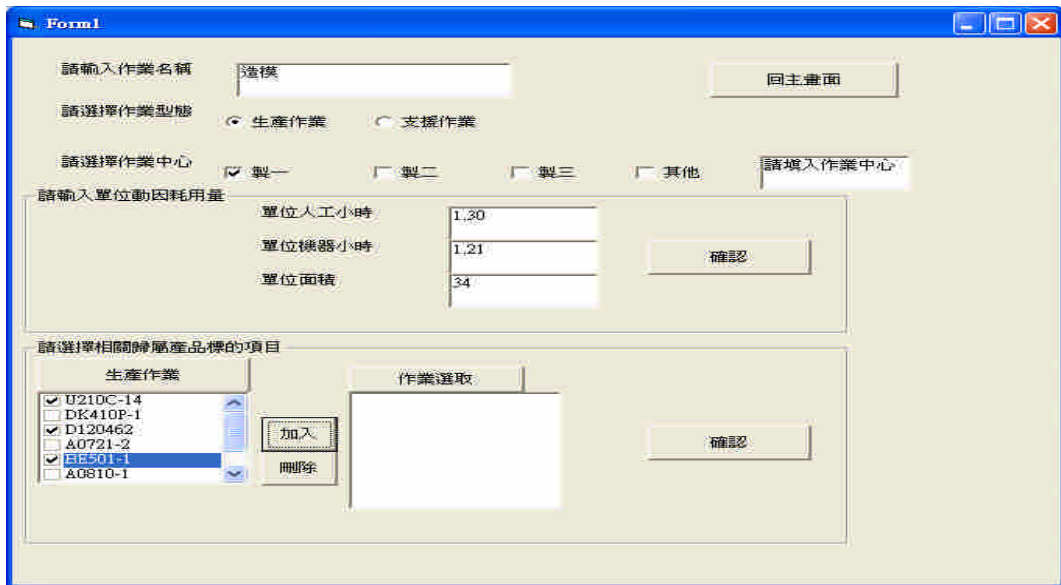 Form1
請輸入作業名稱 造模 回主畫面
請選擇作業型態 生產作業 支援作業
請選擇作業中心 製一 製二 製三 其他 請填入作業中心
請輸入單位動因耗用量
單位人工小時 1.30
單位機器小時 1.21 確認
單位面積 34
請選擇相關歸屬產品標的項目
生產作業 作業選取
U210C-14
DK410P-1
D120462
加入 確認
A0721-2
HE501-1
刪除
A0810-1